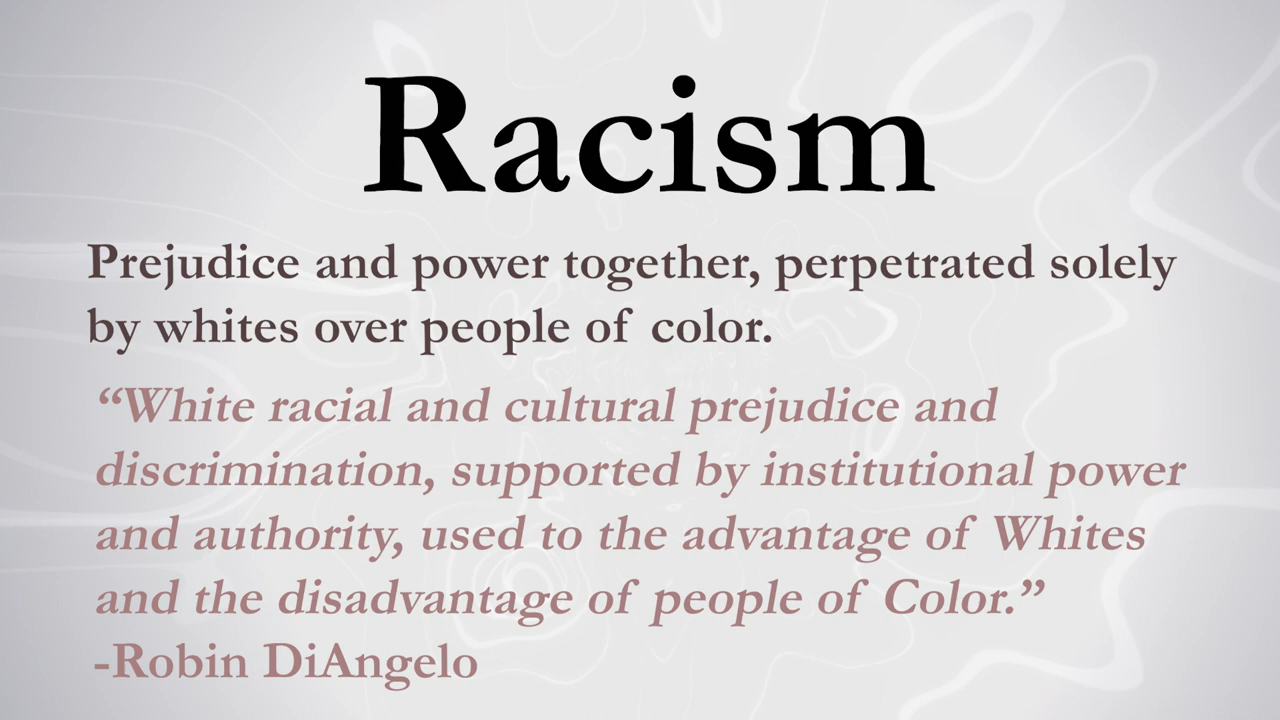 Racism
Prejudice and power together, perpetrated solely
by whites over people of color.
“White racial and cultural prejudice and
discrimination, supported by institutional power
and authority, used to the advantage of Whites
and the disadvantage of people of Color.”
-Robin DiAngelo